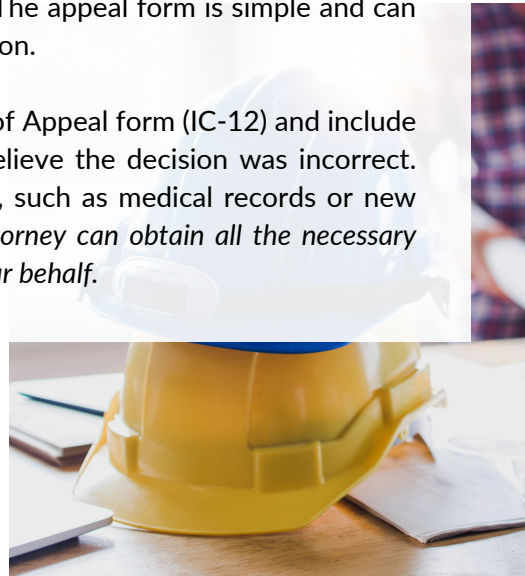 The appeal form is simple and can
on.
of Appeal form (IC-12) and include
elieve the decision was incorrect.
, such as medical records or new
orney can obtain all the necessary
r behalf.